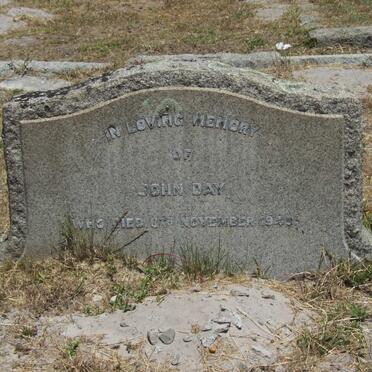 IN LOVING MEMORY
OF
JOHN DAY
WHO DIED NOVEMBER